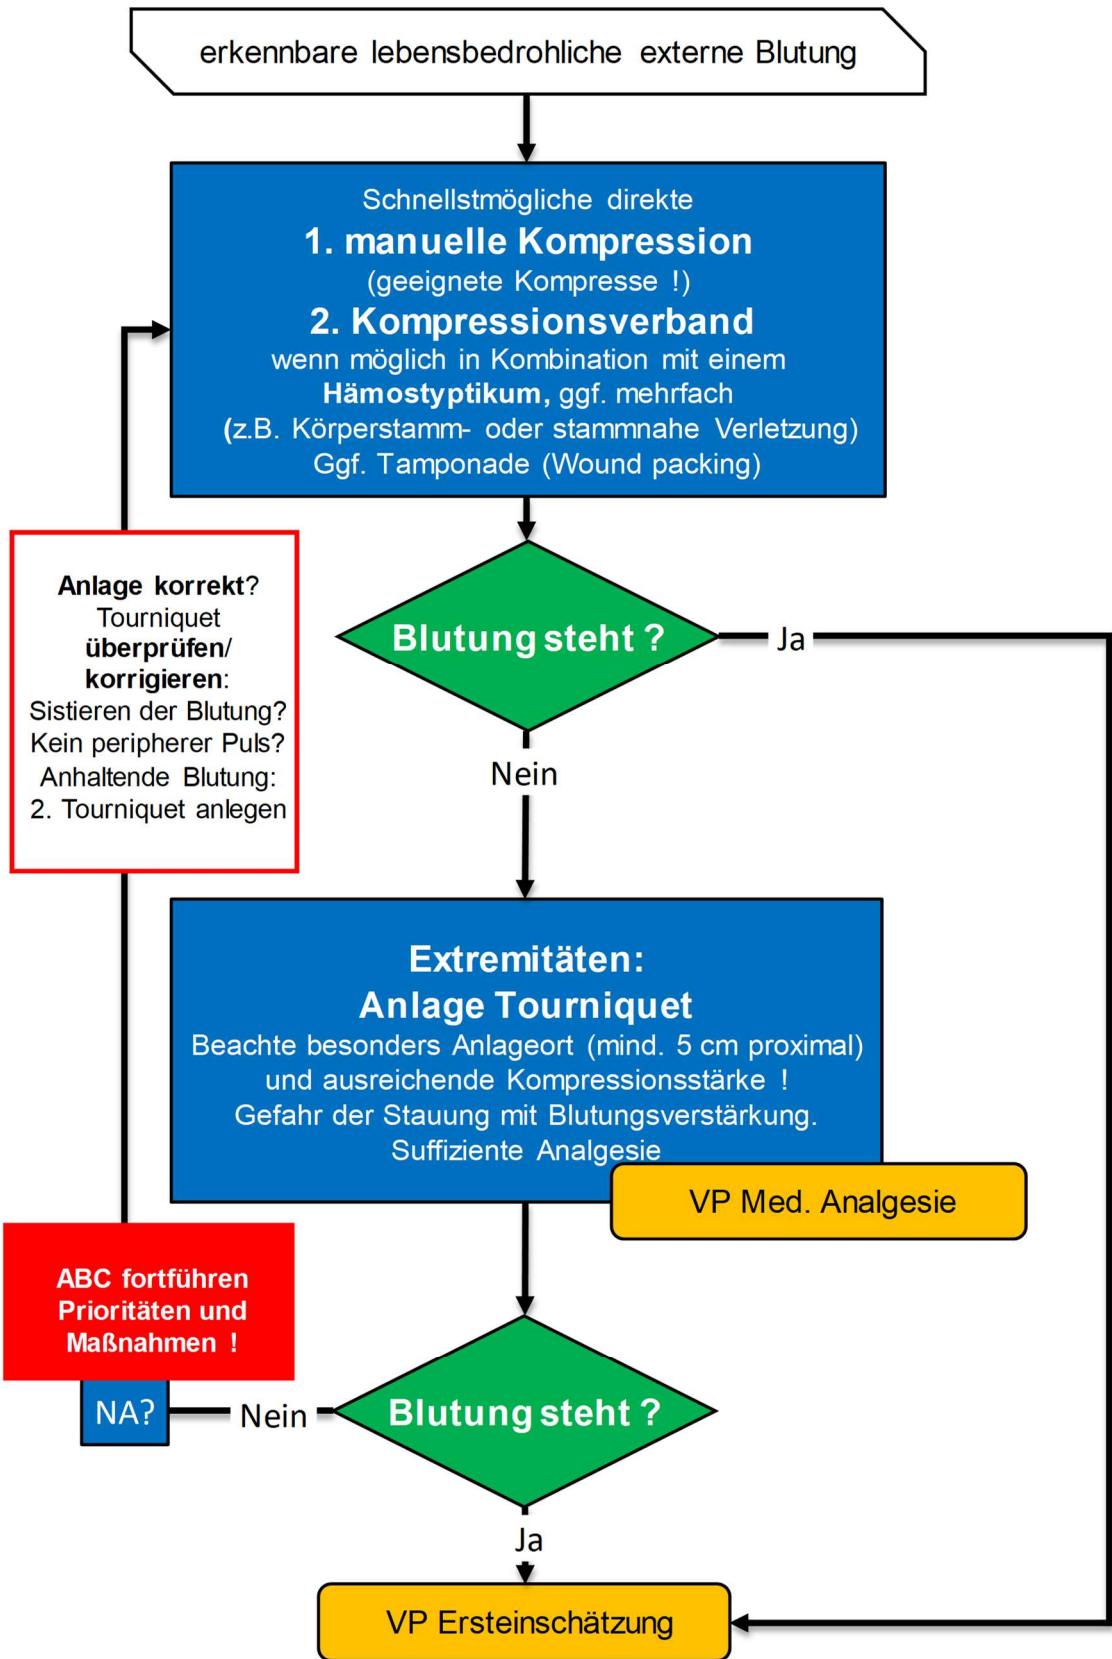 erkennbare lebensbedrohliche externe Blutung
Schnellstmögliche direkte
1. manuelle Kompression
(geeignete Kompresse !)
2. Kompressionsverband
wenn möglich in Kombination mit einem
Hämostyptikum, ggf. mehrfach
(z.B. Körperstamm- oder stammnahe Verletzung)
Ggf. Tamponade (Wound packing)
Blutung steht ?
Ja
Nein
Anlage korrekt?
Tourniquet
überprüfen/
korrigieren:
Sistieren der Blutung?
Kein peripherer Puls?
Anhaltende Blutung:
2. Tourniquet anlegen
Extremitäten:
Anlage Tourniquet
Beachte besonders Anlageort (mind. 5 cm proximal)
und ausreichende Kompressionsstärke !
Gefahr der Stauung mit Blutungsverstärkung.
Suffiziente Analgesie
VP Med. Analgesie
ABC fortführen
Prioritäten und
Maßnahmen !
NA?
Nein
Blutung steht ?
Ja
VP Ersteinschätzung